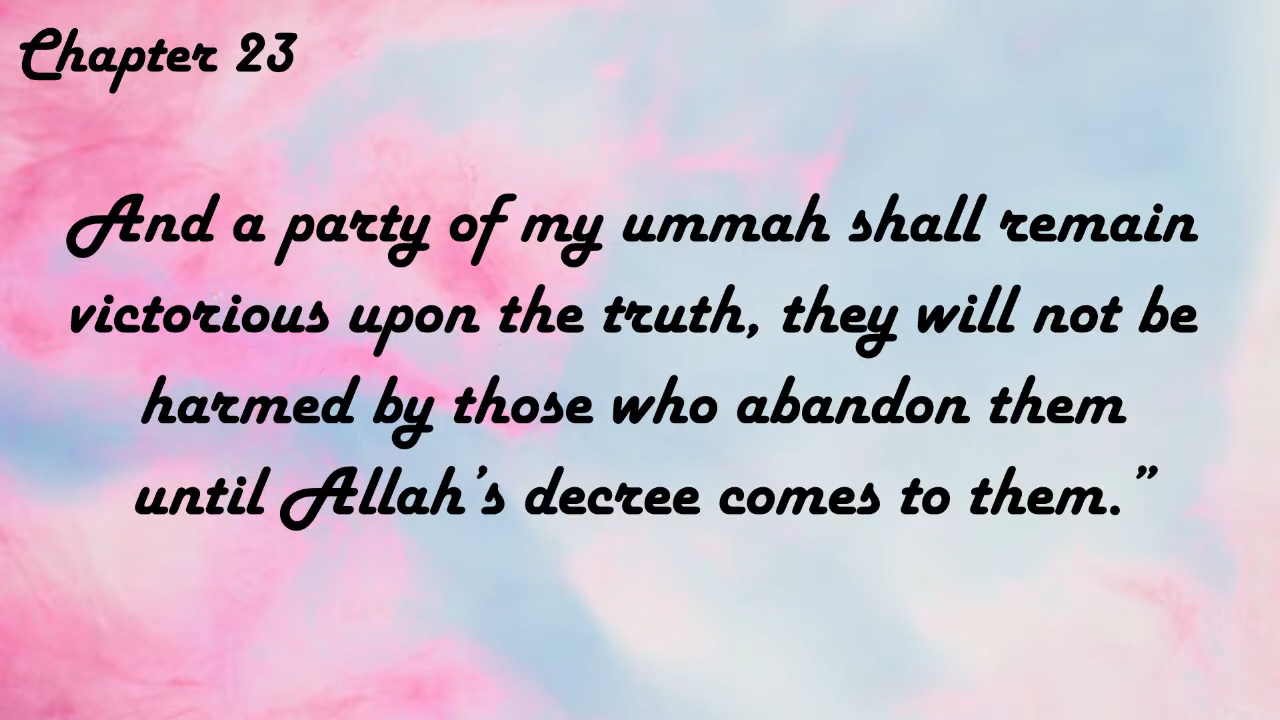 Chapter 23
And a party of my ummah shall remain
victorious upon the truth, they will not be
harmed by those who abandon them
until Allah’s decree comes to them.”